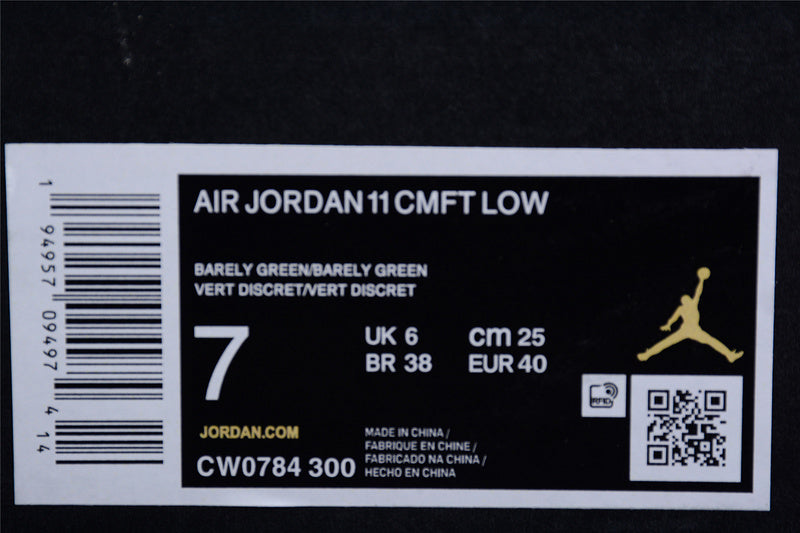 AIR JORDAN 11 CMFT LOW
BARELY GREEN/BARELY GREEN
VERT DISCRET/VERT DISCRET
7
UK 6
cm 25
BR 38
EUR 40
RFID
JORDAN.COM
CW0784 300
MADE IN CHINA /
FABRIQUE EN CHINE /
FABRICADO NA CHINA /
HECHO EN CHINA
1 94957 09497 4 14